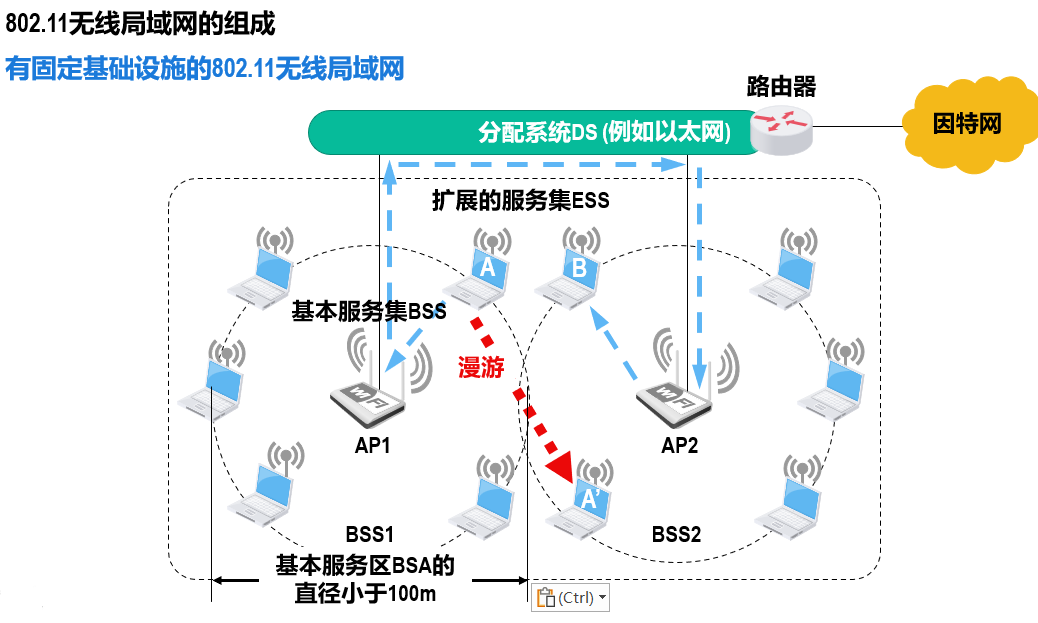 802.11无线局域网的组成
有固定基础设施的802.11无线局域网
路由器
分配系统DS (例如以太网)
因特网
扩展的服务集ESS
A
B
基本服务集BSS
漫游
Wi Fi
Wi Fi
AP1
AP2
A'
BSS1
BSS2
基本服务区BSA的
直径小于100m
(Ctrl)